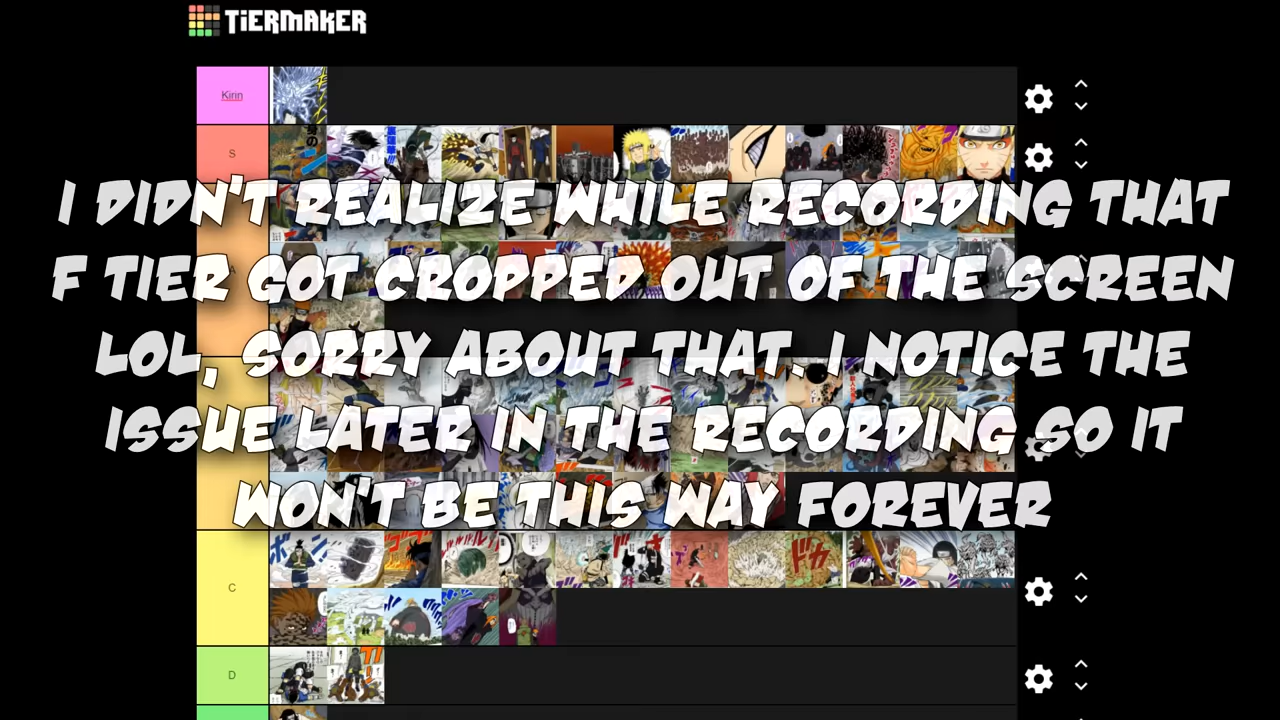 TiERMAKER
Kirin
S
I DIDN'T REALIZE WHILE RECORDING THAT
F TIER GOT CROPPED OUT OF THE SCREEN
LOL, SORRY ABOUT THAT. I NOTICE THE
ISSUE LATER IN THE RECORDING SO IT
WON'T BE THIS WAY FOREVER
C
D